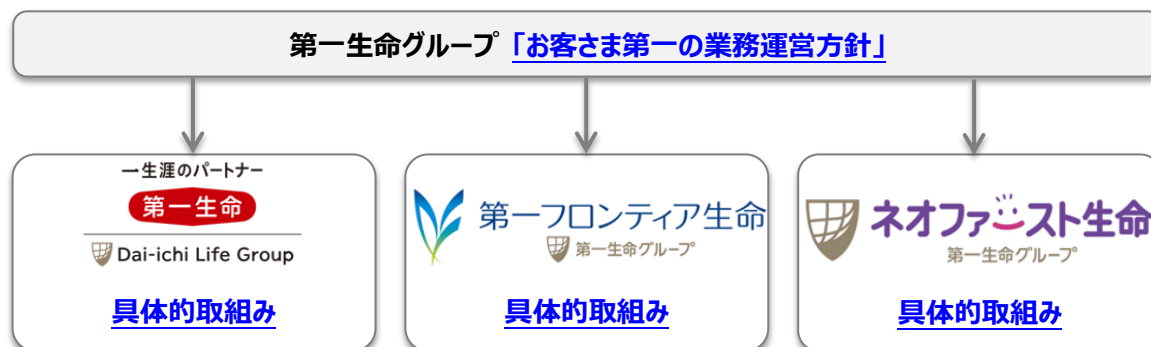 第一生命グループ「お客さま第一の業務運営方針」
一生涯のパートナー
第一生命
Dai-ichi Life Group
具体的取組み
第一フロンティア生命
第一生命グループ
具体的取組み
ネオファースト生命
第一生命グループ
具体的取組み